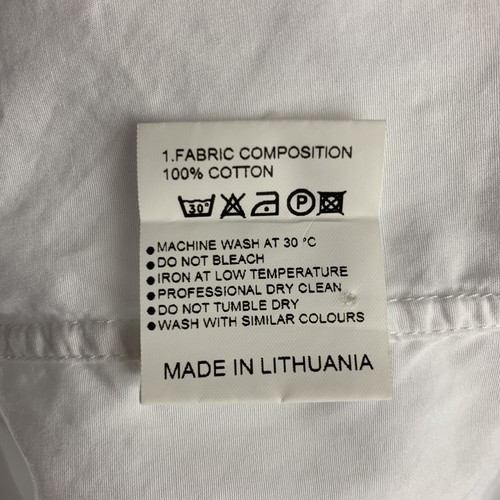 1.FABRIC COMPOSITION
100% COTTON
30° P
● MACHINE WASH AT 30 °C
● DO NOT BLEACH
● IRON AT LOW TEMPERATURE
● PROFESSIONAL DRY CLEAN
● DO NOT TUMBLE DRY
● WASH WITH SIMILAR COLOURS
MADE IN LITHUANIA